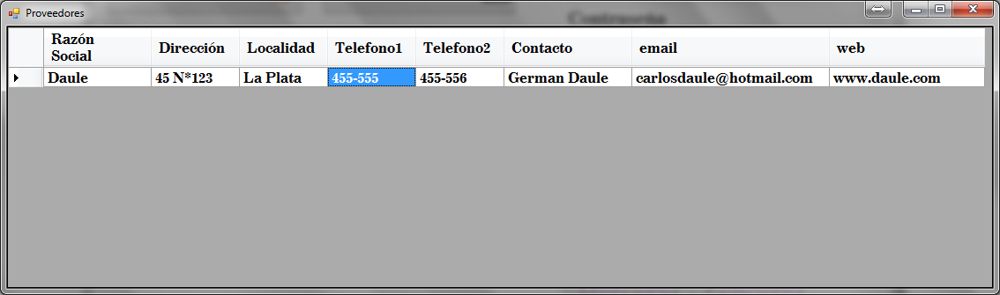 Proveedores
Contraseña
Razón Social Dirección Localidad Telefono1 Telefono2 Contacto email web
Daule 45 N*123 La Plata 455-555 455-556 German Daule carlosdaule@hotmail.com www.daule.com